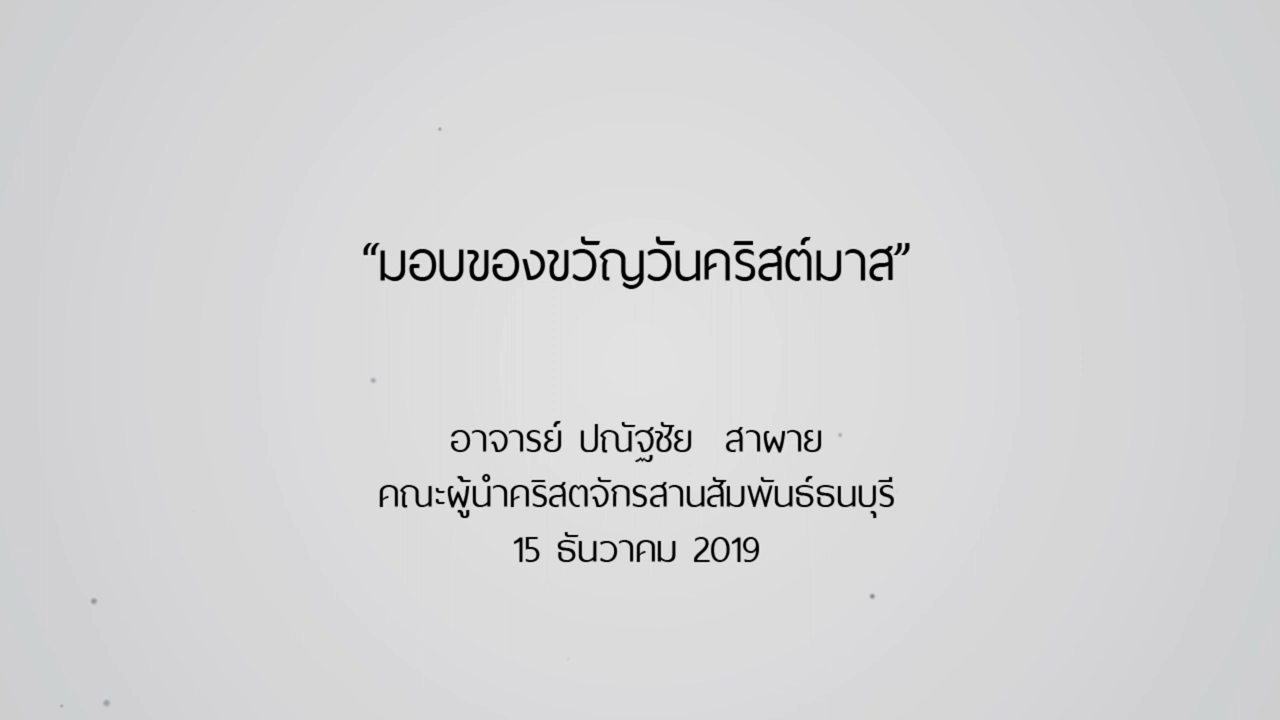 “มอบของขวัญวันคริสต์มาส”
อาจารย์ ปณัฐชัย สาผาย
คณะผู้นำคริสตจักรสานสัมพันธ์ธนบุรี
15 ธันวาคม 2019